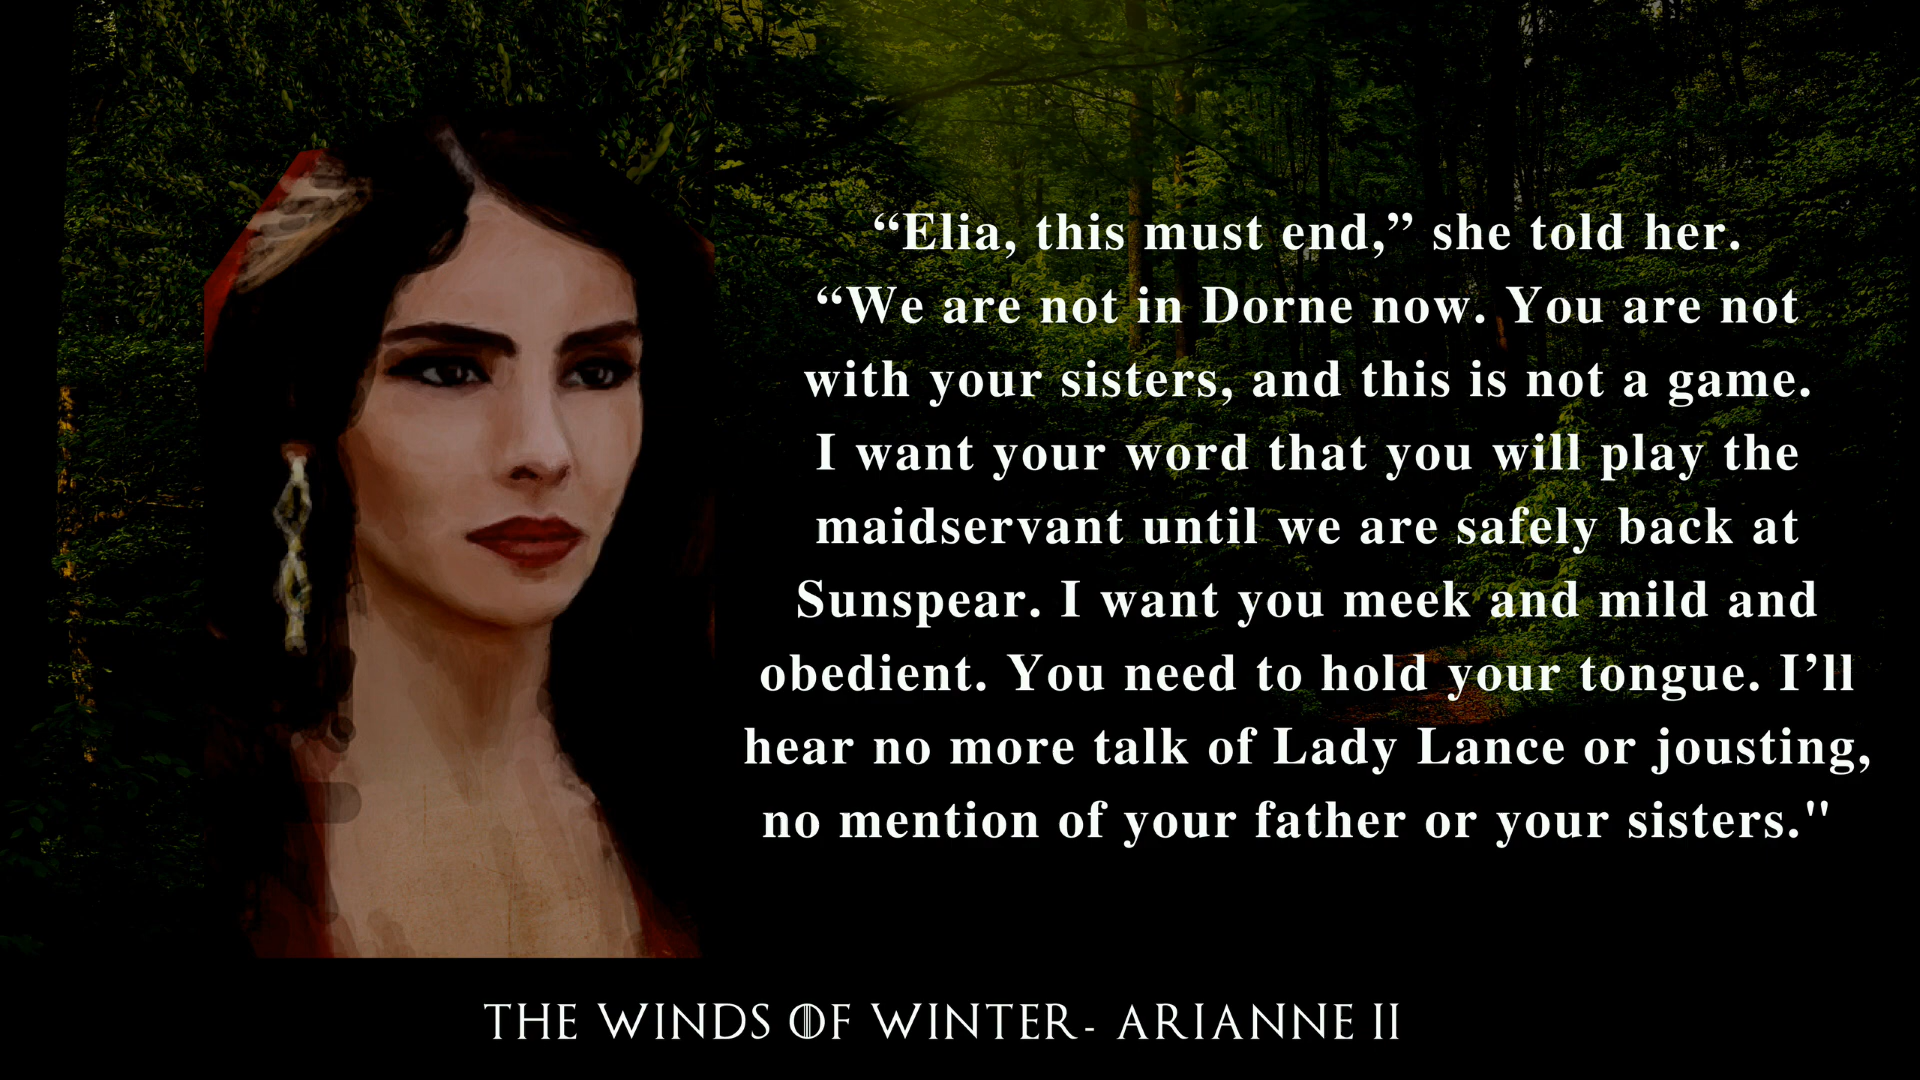 “Elia, this must end,” she told her.
“We are not in Dorne now. You are not
with your sisters, and this is not a game.
I want your word that you will play the
maidservant until we are safely back at
Sunspear. I want you meek and mild and
obedient. You need to hold your tongue. I’ll
hear no more talk of Lady Lance or jousting,
no mention of your father or your sisters."
THE WINDS OF WINTER- ARIANNE II